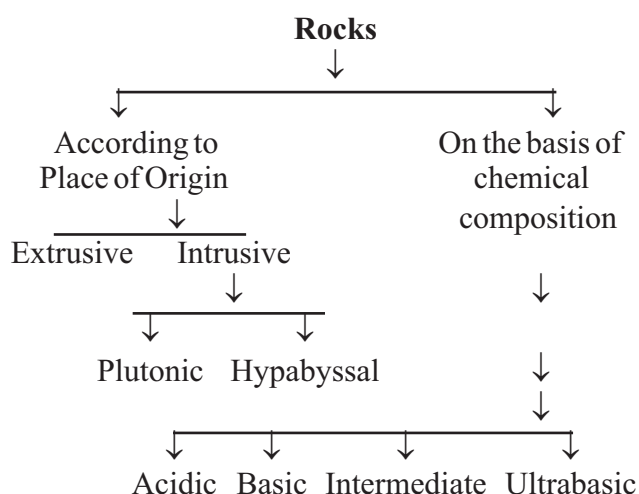 Rocks
According to
Place of Origin
On the basis of
chemical
composition
Extrusive Intrusive
Plutonic Hypabyssal
Acidic Basic Intermediate Ultrabasic